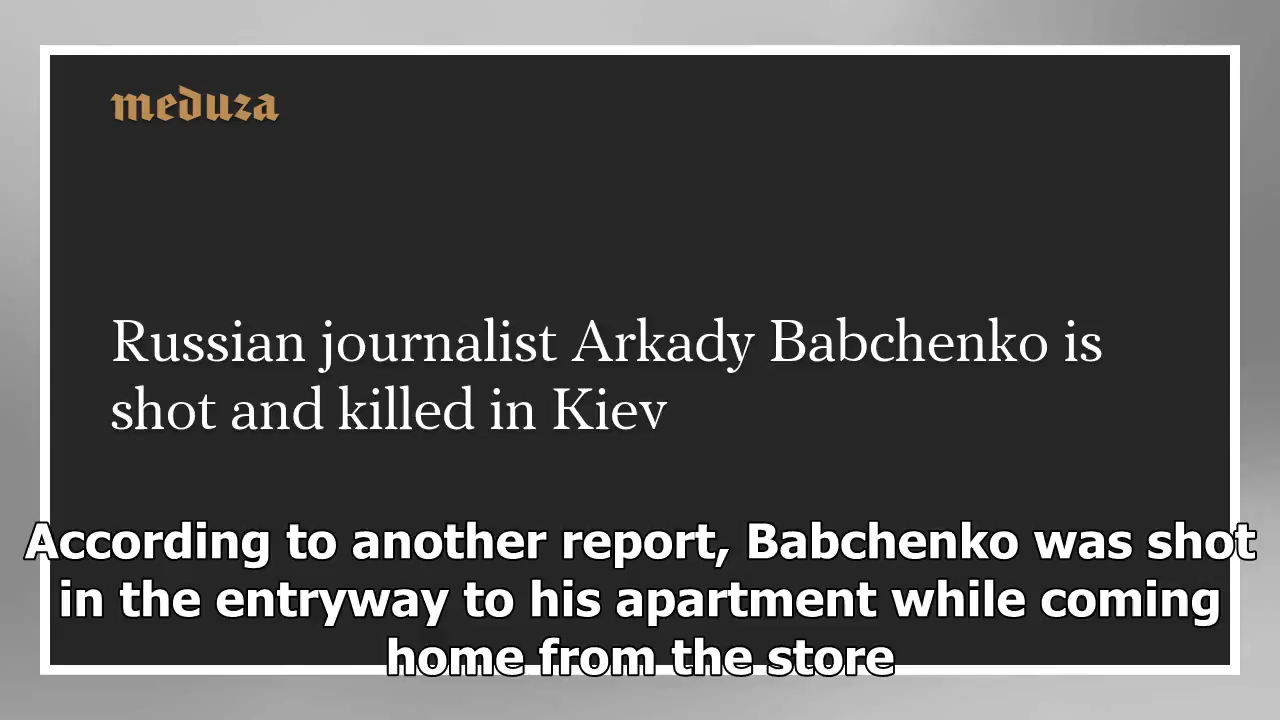 meduza
Russian journalist Arkady Babchenko is
shot and killed in Kiev
According to another report, Babchenko was shot
in the entryway to his apartment while coming
home from the store